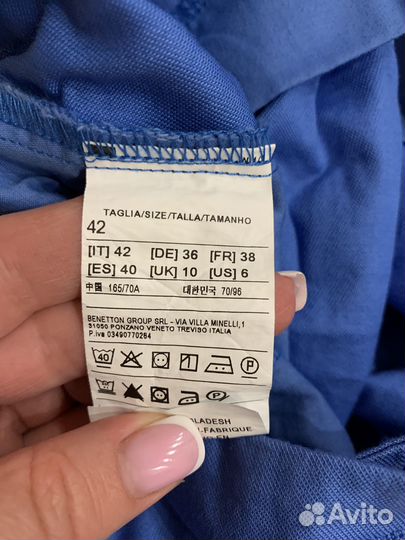 TAGLIA/SIZE/TALLA/TAMANHO
42
[IT] 42 [DE] 36 [FR] 38
[ES] 40 [UK] 10 [US] 6
中国 165/70A 대한민국 70/96
BENETTON GROUP SRL - VIA VILLA MINELLI,1
31050 PONZANO VENETO TREVISO ITALIA
P.Iva 03490770264
40 P
P
LADESH
-FABRIQUE
Avito